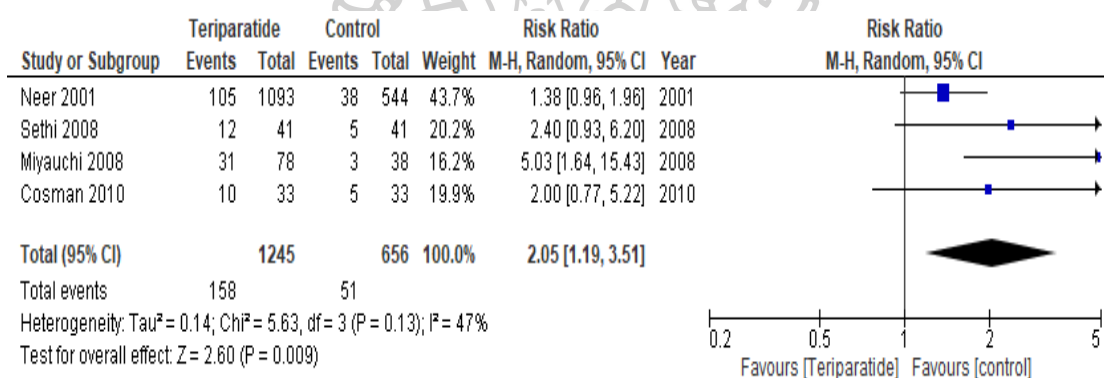 Teriparatide Control Risk Ratio Risk Ratio
Study or Subgroup Events Total Events Total Weight M-H, Random, 95% CI Year M-H, Random, 95% CI
Neer 2001 105 1093 38 544 43.7% 1.38 [0.96, 1.96] 2001
Sethi 2008 12 41 5 41 20.2% 2.40 [0.93, 6.20] 2008
Miyauchi 2008 31 78 3 38 16.2% 5.03 [1.64, 15.43] 2008
Cosman 2010 10 33 5 33 19.9% 2.00 [0.77, 5.22] 2010
Total (95% CI) 1245 656 100.0% 2.05 [1.19, 3.51]
Total events 158 51
Heterogeneity: Tau² = 0.14; Chi² = 5.63, df = 3 (P = 0.13); I² = 47%
Test for overall effect: Z = 2.60 (P = 0.009)
0.2 0.5 1 2 5
Favours [Teriparatide] Favours [control]